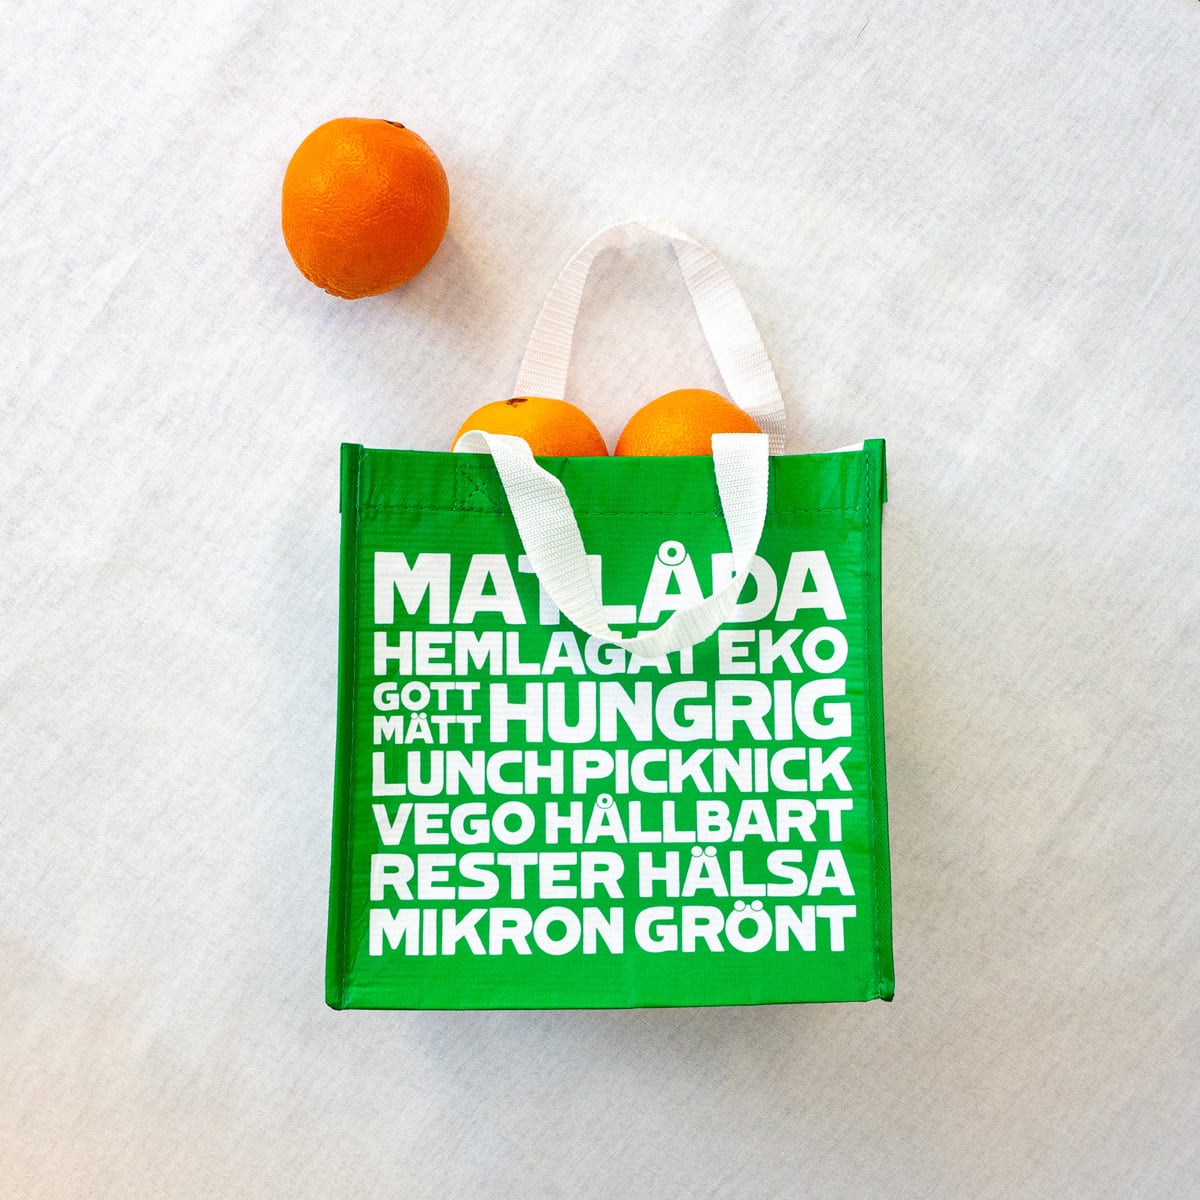 MATLÅDA
HEMLAGAT EKO
GOTT
MÄTT
HUNGRIG
LUNCH PICKNICK
VEGO HÅLLBART
RESTER HÄLSA
MIKRON GRÖNT